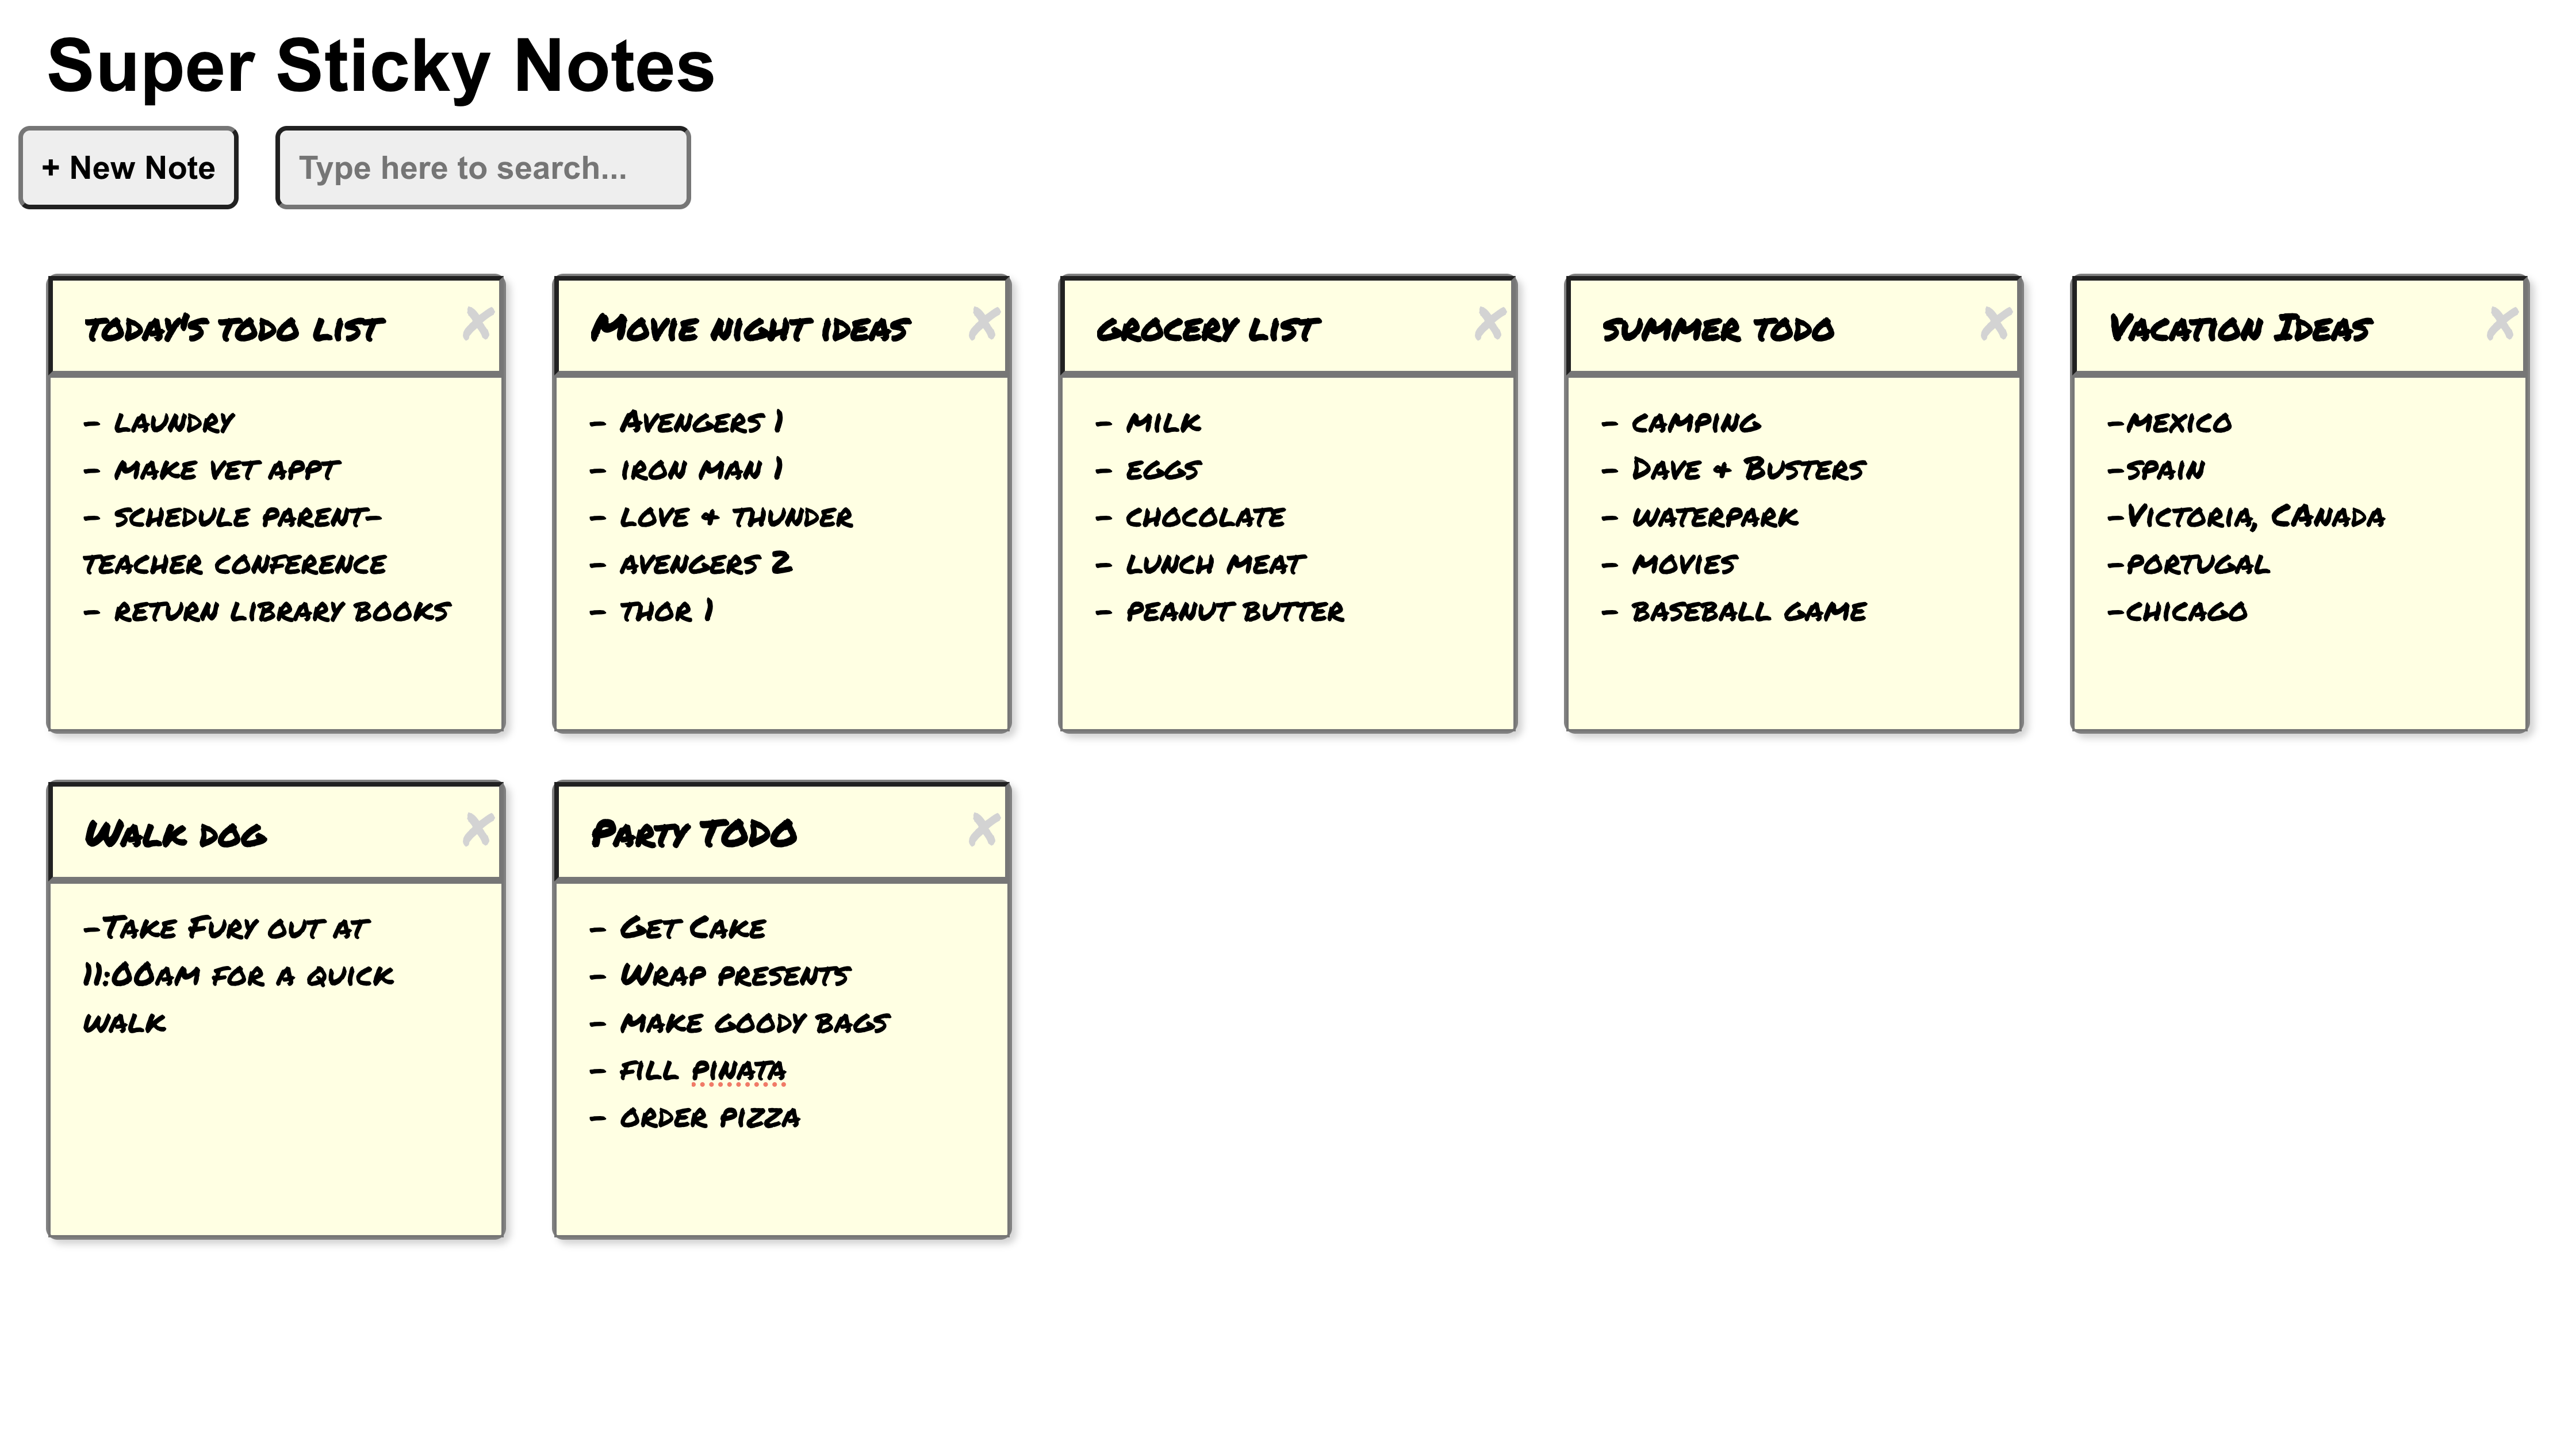 Super Sticky Notes
+ New Note
Type here to search...
today's todo list
- laundry
- make vet appt
- schedule parent-
teacher conference
- return library books
Movie night ideas
- Avengers 1
- iron man 1
- love & thunder
- avengers 2
- thor 1
grocery list
- milk
- eggs
- chocolate
- lunch meat
- peanut butter
summer todo
- camping
- Dave & Busters
- waterpark
- movies
- baseball game
Vacation Ideas
-mexico
-spain
-Victoria, CAnada
-portugal
-chicago
Walk dog
-Take Fury out at
11:00am for a quick
walk
Party TODO
- Get Cake
- Wrap presents
- make goody bags
- fill pinata
- order pizza